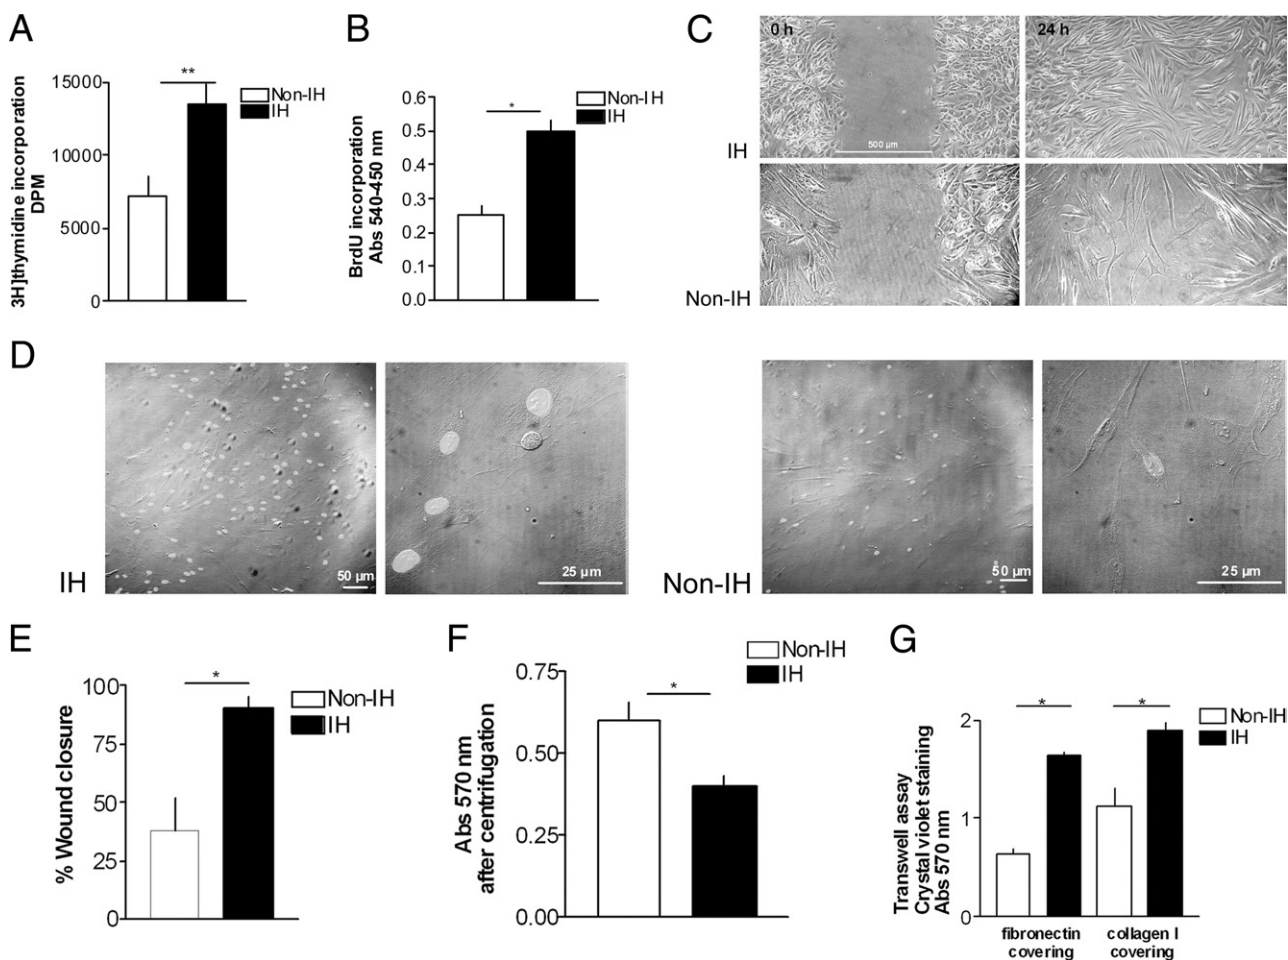 A
3H]thymidine incorporation
DPM
15000
10000
5000
0
**
Non-IH
IH
B
BrdU incorporation
Abs 540-450 nm
0.6
0.5
0.4
0.3
0.2
0.1
0.0
*
Non-IH
IH
C
0 h
24 h
500 µm
IH
Non-IH
D
IH
50 µm
25 µm
Non-IH
50 µm
25 µm
E
% Wound closure
100
75
50
25
0
*
Non-IH
IH
F
Abs 570 nm
after centrifugation
0.75
0.50
0.25
0.00
*
Non-IH
IH
G
Transwell assay
Crystal violet staining
Abs 570 nm
2
1
0
*
*
Non-IH
IH
fibronectin
covering
collagen I
covering